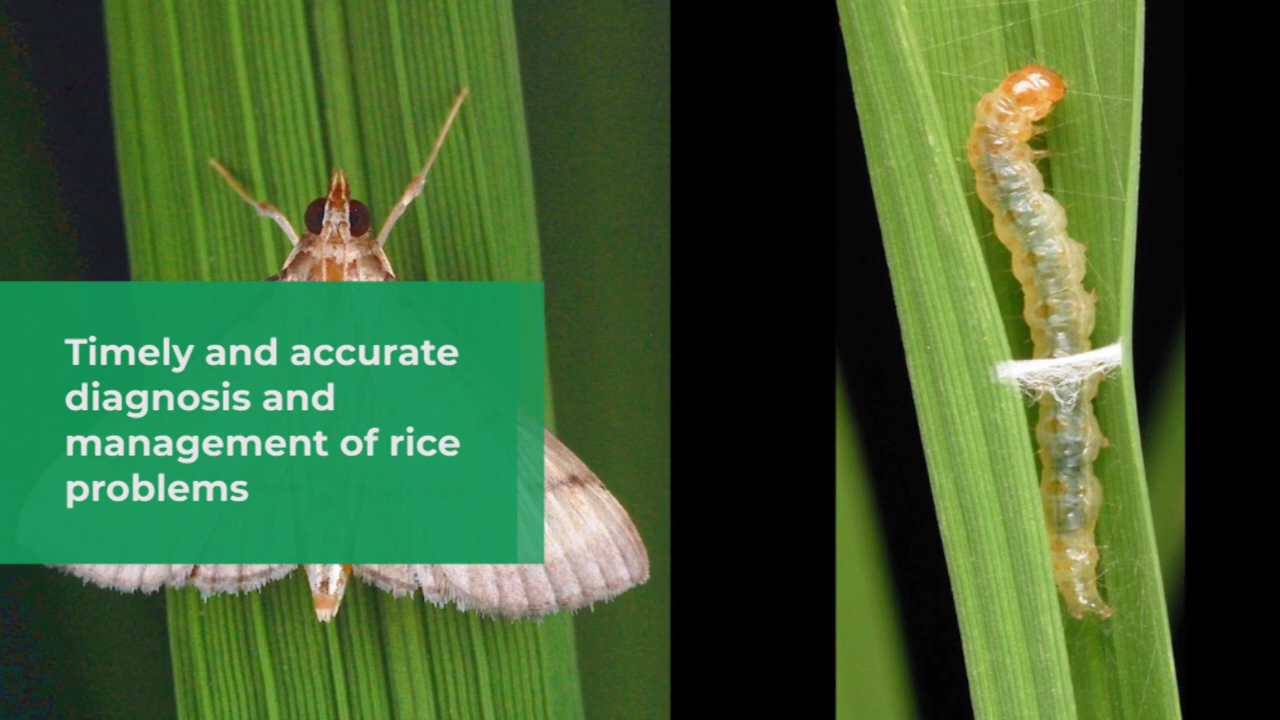 Timely and accurate
diagnosis and
management of rice
problems